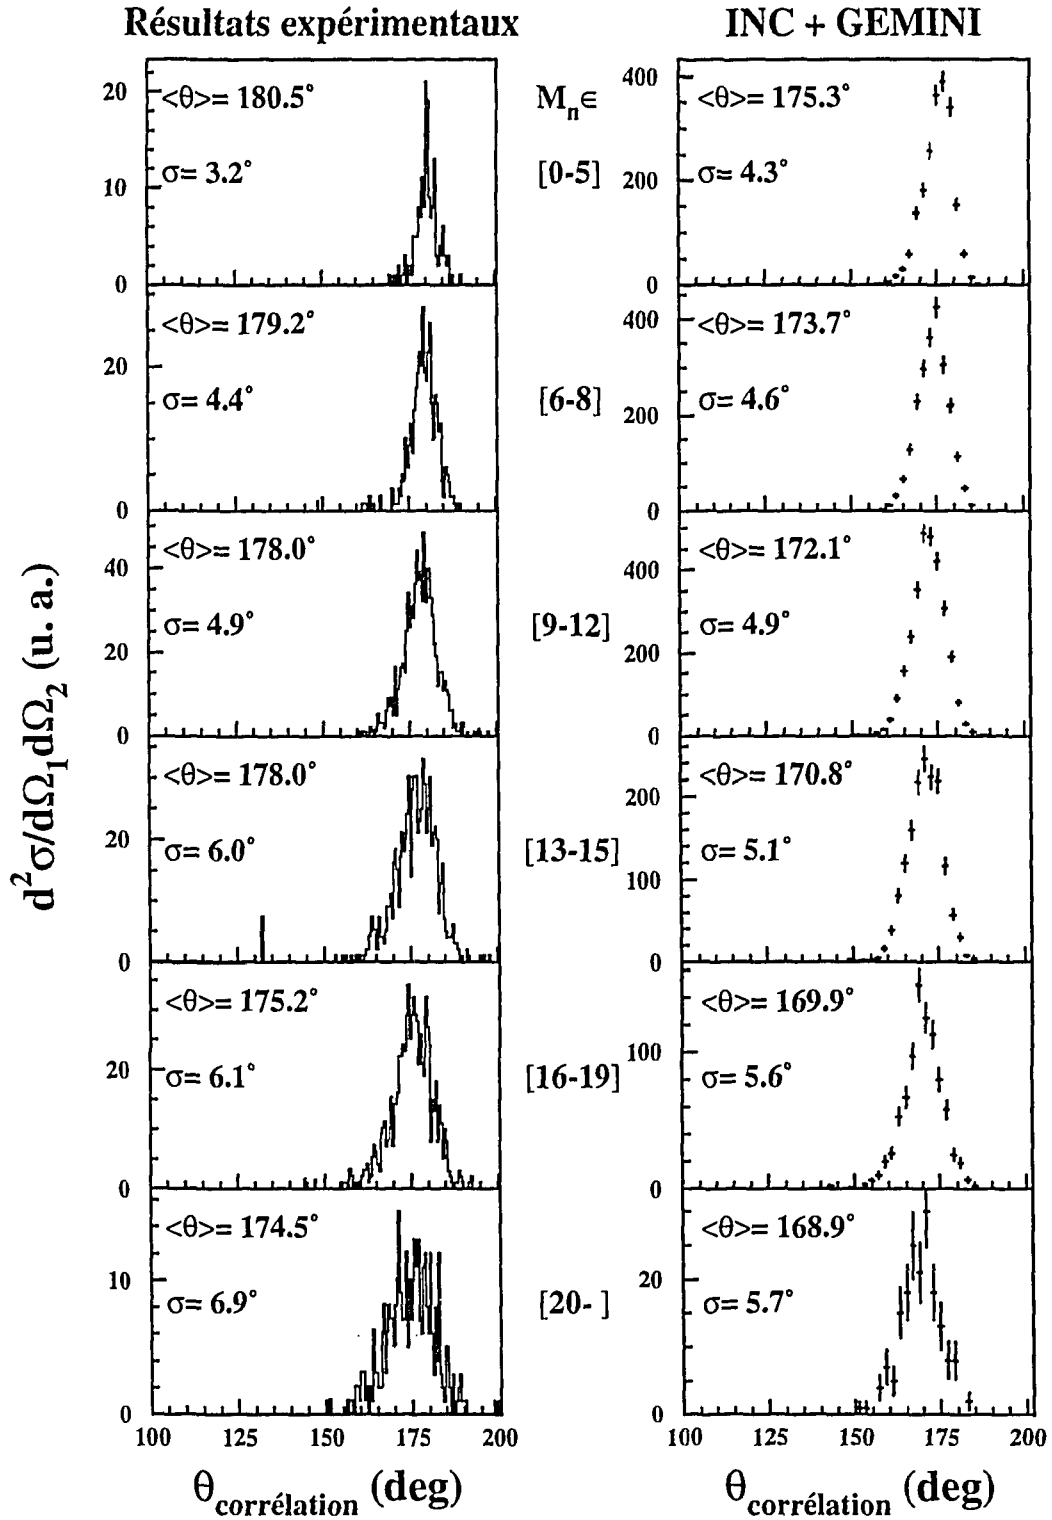 Résultats expérimentaux
INC + GEMINI
20
10
0
<θ>= 180.5°
σ= 3.2°
M_n∈
[0-5]
400
200
0
<θ>= 175.3°
σ= 4.3°
20
0
<θ>= 179.2°
σ= 4.4°
[6-8]
400
200
0
<θ>= 173.7°
σ= 4.6°
40
20
0
<θ>= 178.0°
σ= 4.9°
[9-12]
400
200
0
<θ>= 172.1°
σ= 4.9°
20
0
<θ>= 178.0°
σ= 6.0°
[13-15]
200
100
0
<θ>= 170.8°
σ= 5.1°
20
0
<θ>= 175.2°
σ= 6.1°
[16-19]
100
0
<θ>= 169.9°
σ= 5.6°
10
0
<θ>= 174.5°
σ= 6.9°
[20- ]
20
0
<θ>= 168.9°
σ= 5.7°
100 125 150 175 200
100 125 150 175 200
θ_corrélation (deg)
θ_corrélation (deg)
d²σ/dΩ₁dΩ₂ (u. a.)